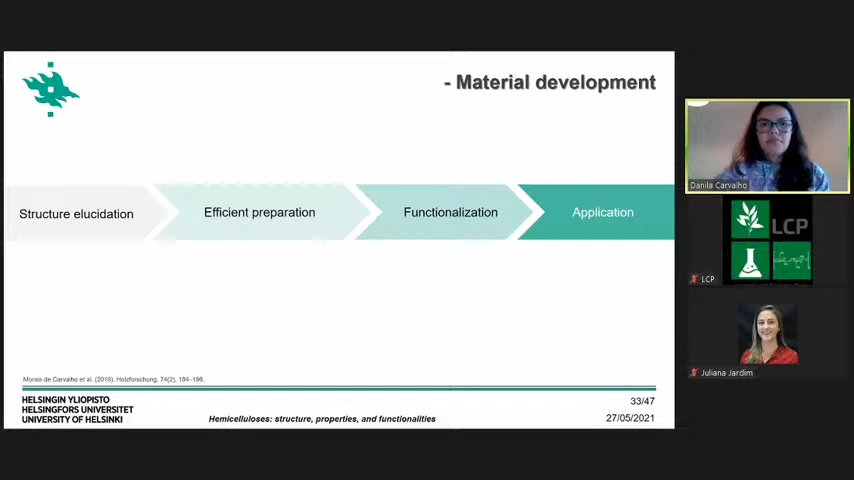 - Material development
Structure elucidation
Efficient preparation
Functionalization
Application
Morais de Carvalho et al. (2019). Holzforschung, 74(2), 184–186.
HELSINGIN YLIOPISTO
HELSINGFORS UNIVERSITET
UNIVERSITY OF HELSINKI
Hemicelluloses: structure, properties, and functionalities
33/47
27/05/2021
Danila Carvalho
LCP
LCP
Juliana Jardim